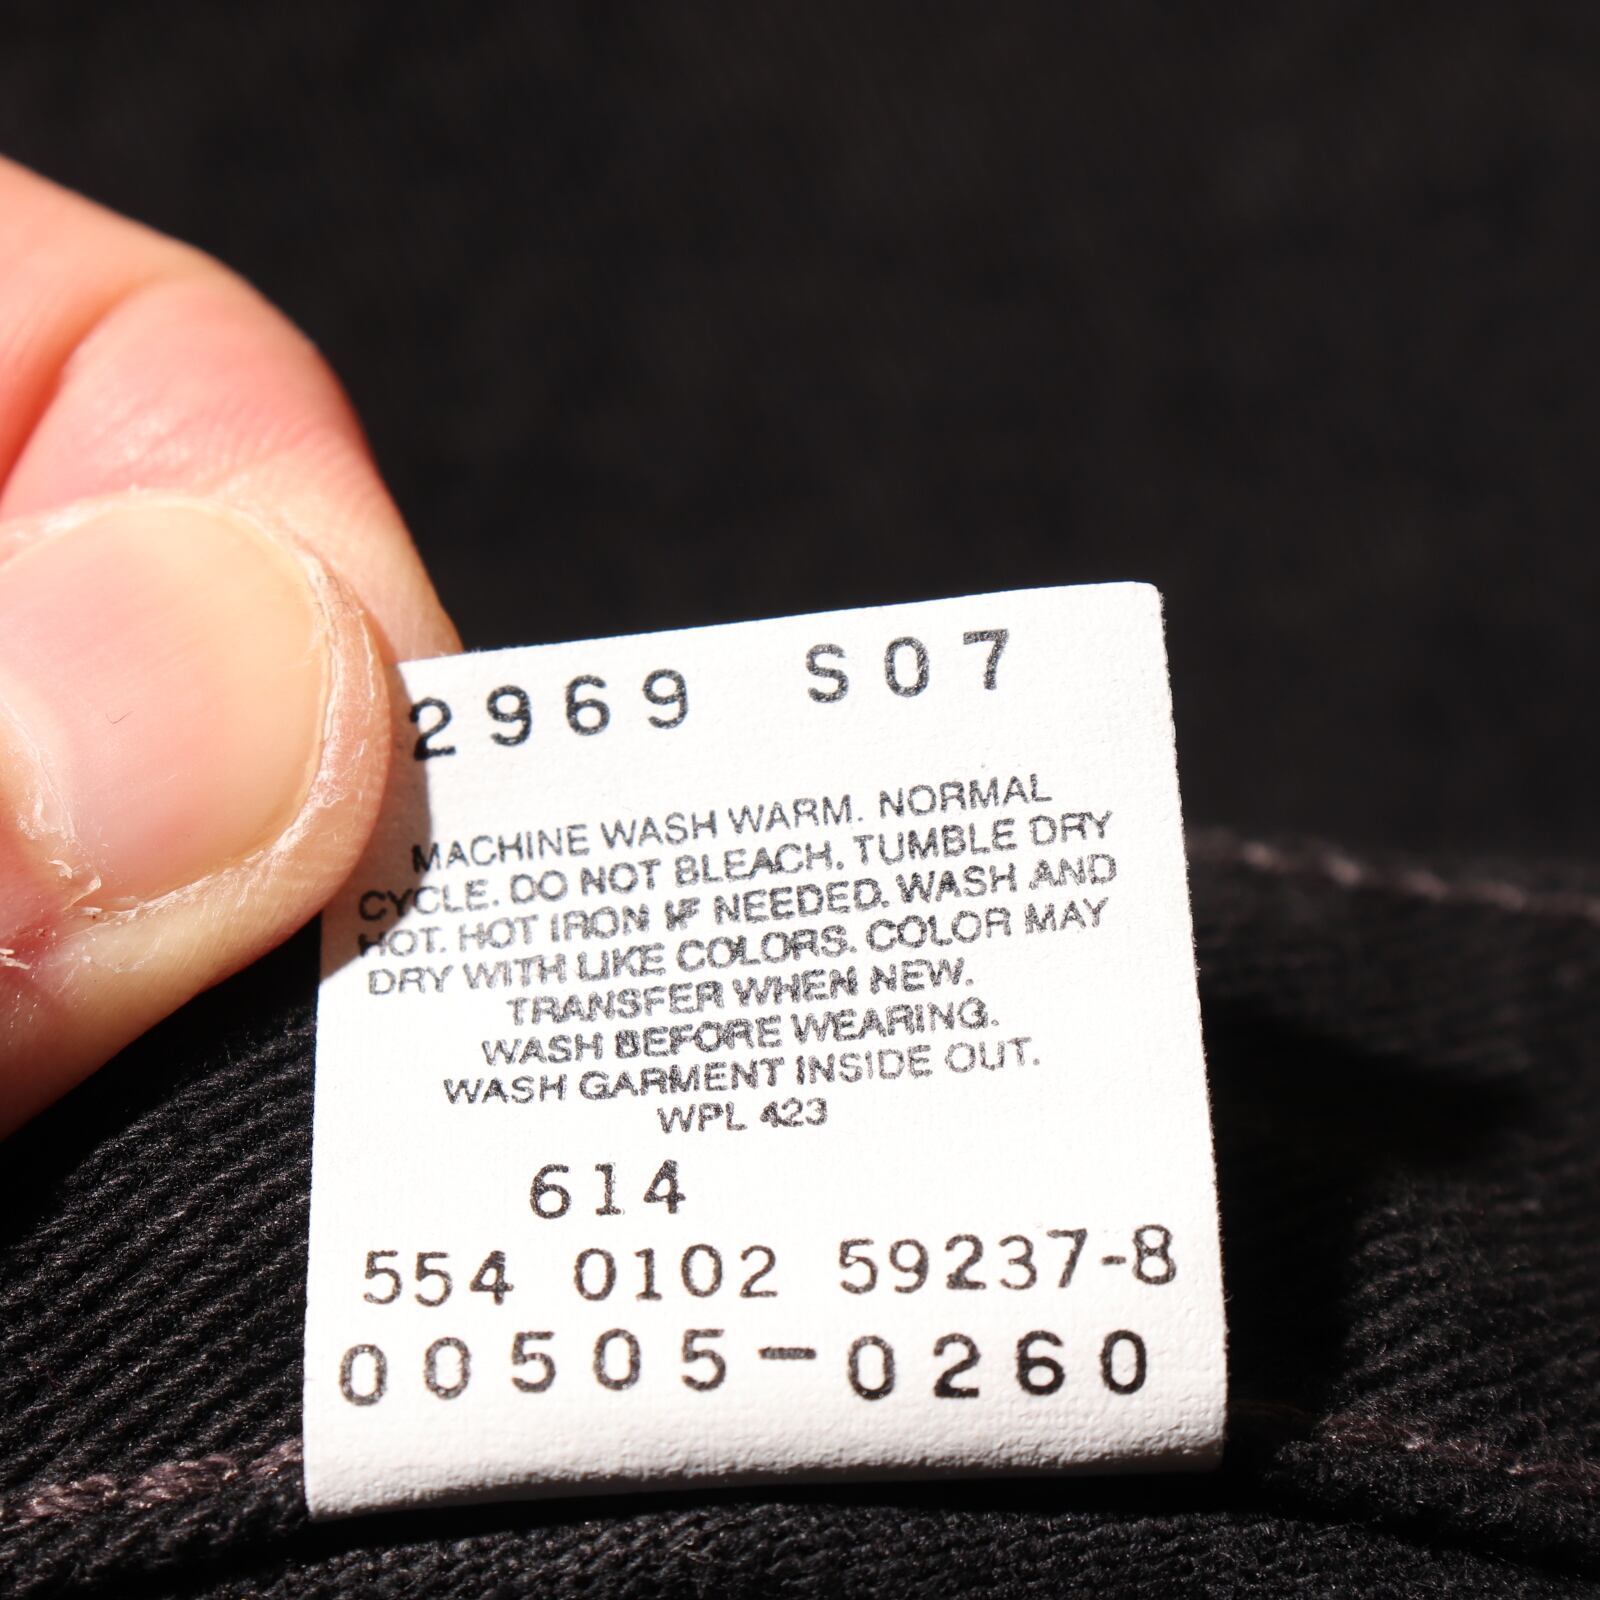 2969 S07
MACHINE WASH WARM. NORMAL
CYCLE. DO NOT BLEACH. TUMBLE DRY
HOT. HOT IRON IF NEEDED. WASH AND
DRY WITH LIKE COLORS. COLOR MAY
TRANSFER WHEN NEW.
WASH BEFORE WEARING.
WASH GARMENT INSIDE OUT.
WPL 423
614
554 0102 59237-8
00505-0260